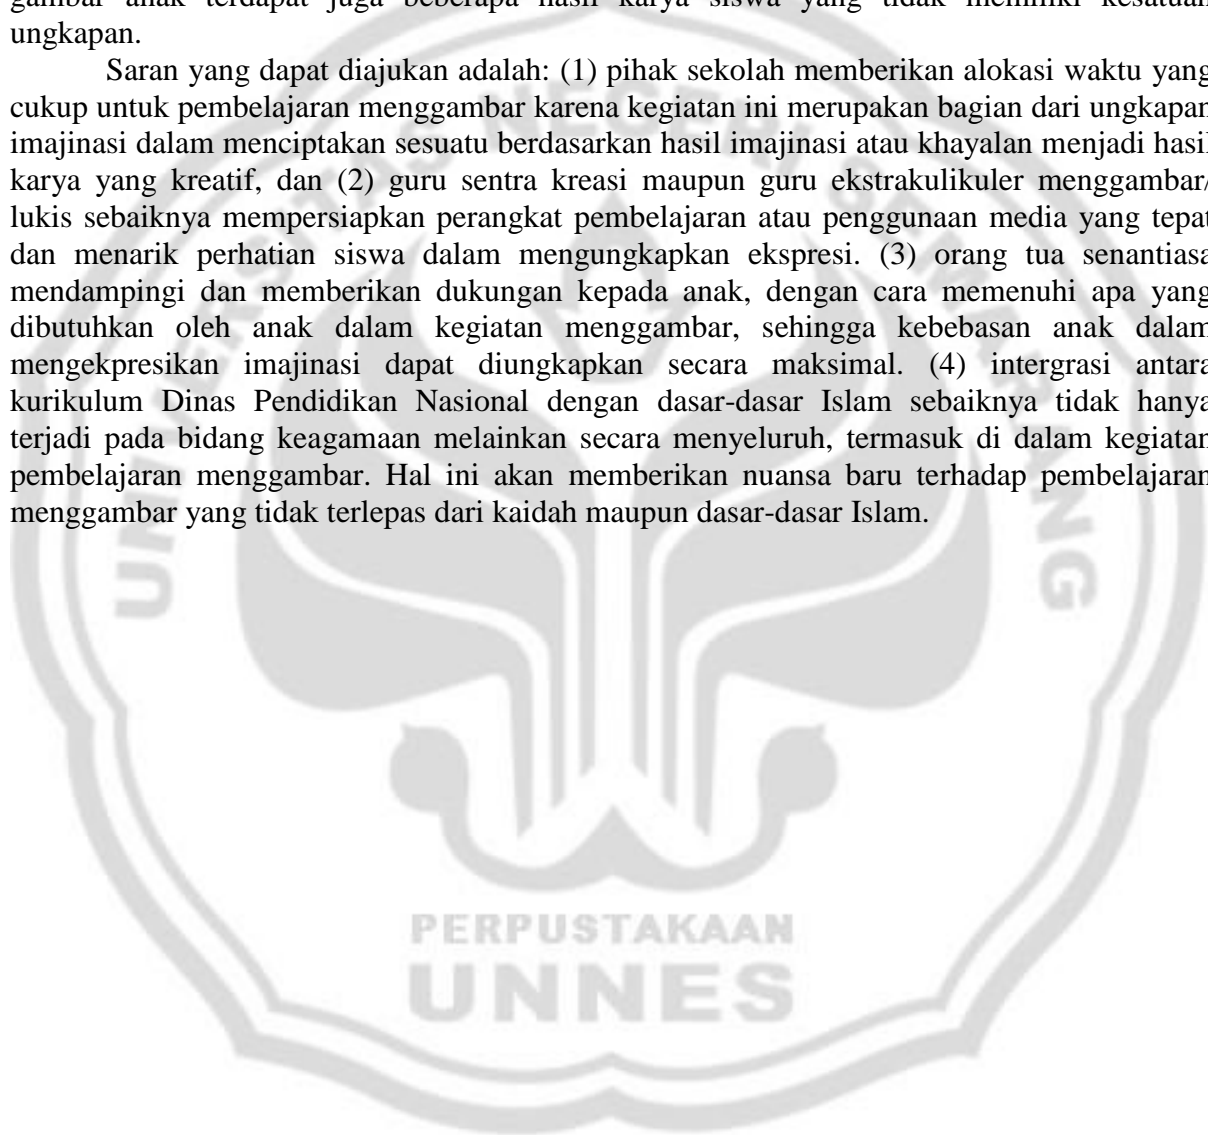 gambar anak terdapat juga beberapa hasil karya siswa yang tidak memiliki kesatuan
ungkapan.
Saran yang dapat diajukan adalah: (1) pihak sekolah memberikan alokasi waktu yang
cukup untuk pembelajaran menggambar karena kegiatan ini merupakan bagian dari ungkapan
imajinasi dalam menciptakan sesuatu berdasarkan hasil imajinasi atau khayalan menjadi hasil
karya yang kreatif, dan (2) guru sentra kreasi maupun guru ekstrakulikuler menggambar/
lukis sebaiknya mempersiapkan perangkat pembelajaran atau penggunaan media yang tepat
dan menarik perhatian siswa dalam mengungkapkan ekspresi. (3) orang tua senantiasa
mendampingi dan memberikan dukungan kepada anak, dengan cara memenuhi apa yang
dibutuhkan oleh anak dalam kegiatan menggambar, sehingga kebebasan anak dalam
mengekpresikan imajinasi dapat diungkapkan secara maksimal. (4) intergrasi antara
kurikulum Dinas Pendidikan Nasional dengan dasar-dasar Islam sebaiknya tidak hanya
terjadi pada bidang keagamaan melainkan secara menyeluruh, termasuk di dalam kegiatan
pembelajaran menggambar. Hal ini akan memberikan nuansa baru terhadap pembelajaran
menggambar yang tidak terlepas dari kaidah maupun dasar-dasar Islam.
UNIVERSITAS NEGERI SEMARANG
PERPUSTAKAAN
UNNES